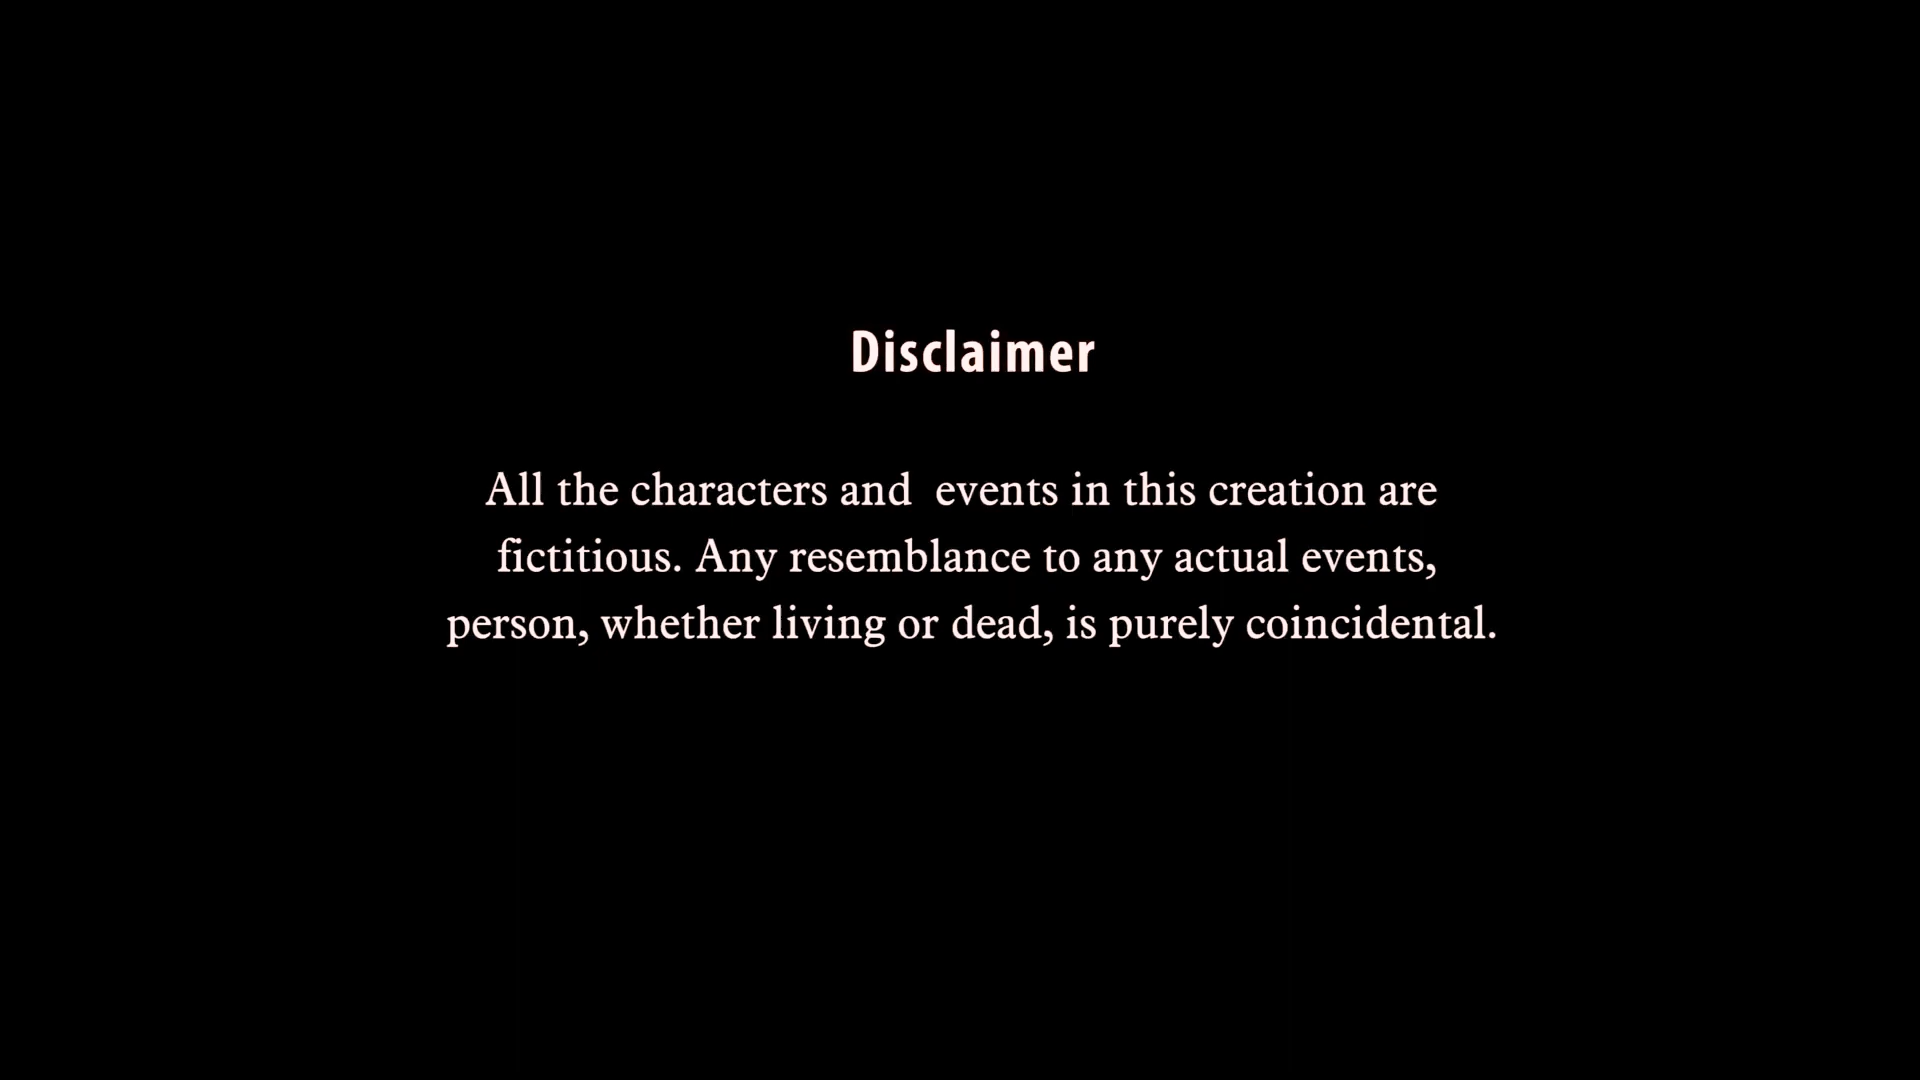 Disclaimer
All the characters and  events in this creation are
fictitious. Any resemblance to any actual events,
person, whether living or dead, is purely coincidental.